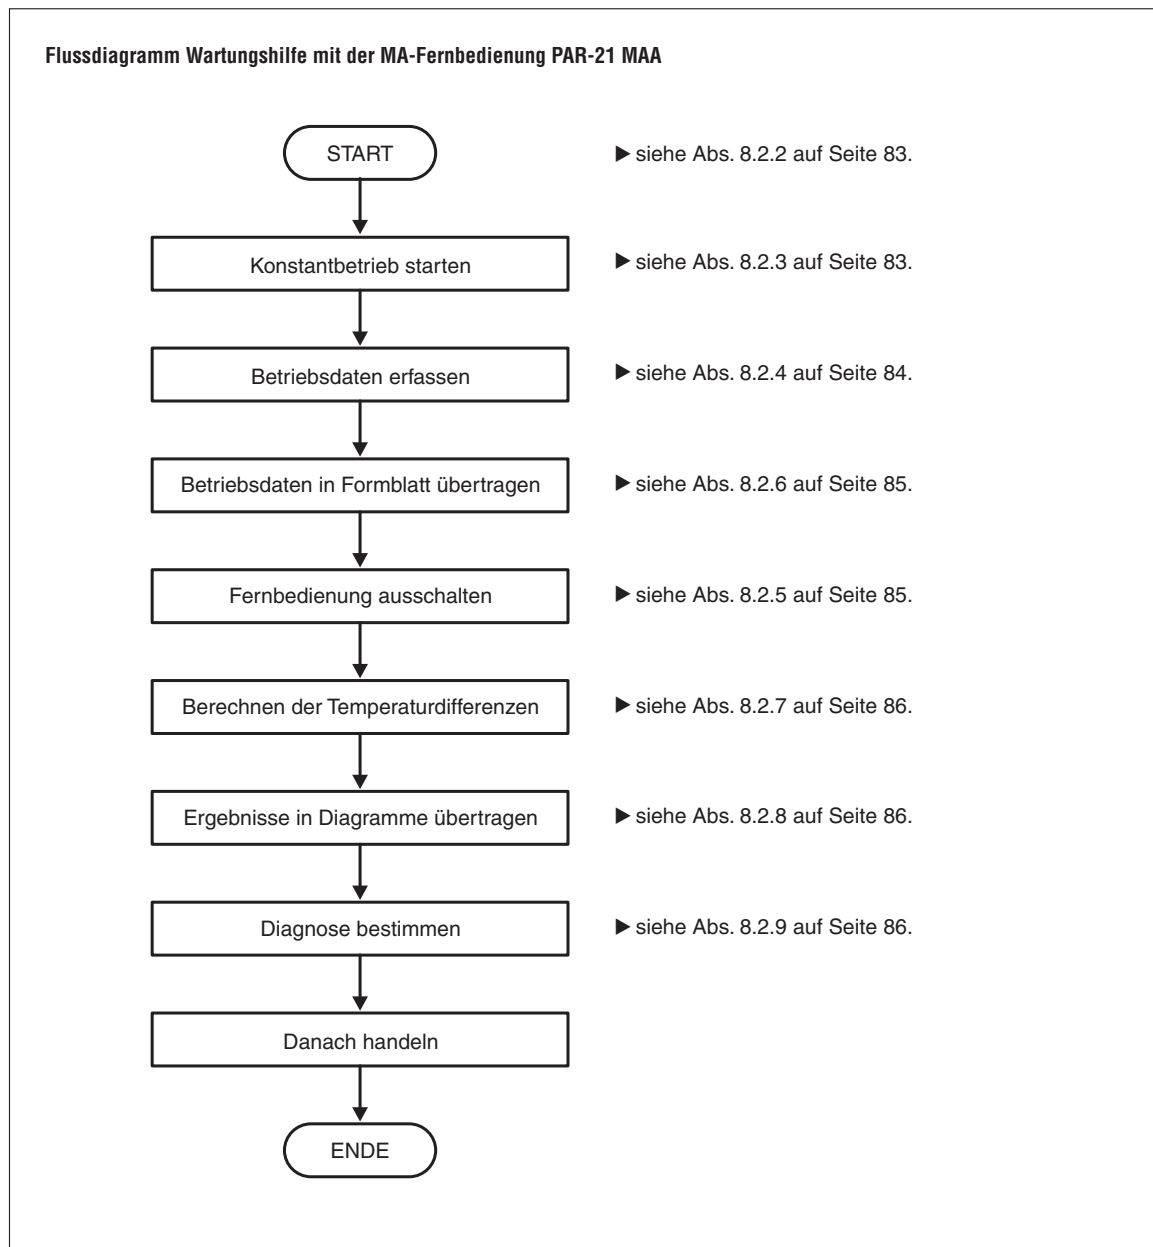 Flussdiagramm Wartungshilfe mit der MA-Fernbedienung PAR-21 MAA
START
▶ siehe Abs. 8.2.2 auf Seite 83.
Konstantbetrieb starten
▶ siehe Abs. 8.2.3 auf Seite 83.
Betriebsdaten erfassen
▶ siehe Abs. 8.2.4 auf Seite 84.
Betriebsdaten in Formblatt übertragen
▶ siehe Abs. 8.2.6 auf Seite 85.
Fernbedienung ausschalten
▶ siehe Abs. 8.2.5 auf Seite 85.
Berechnen der Temperaturdifferenzen
▶ siehe Abs. 8.2.7 auf Seite 86.
Ergebnisse in Diagramme übertragen
▶ siehe Abs. 8.2.8 auf Seite 86.
Diagnose bestimmen
▶ siehe Abs. 8.2.9 auf Seite 86.
Danach handeln
ENDE